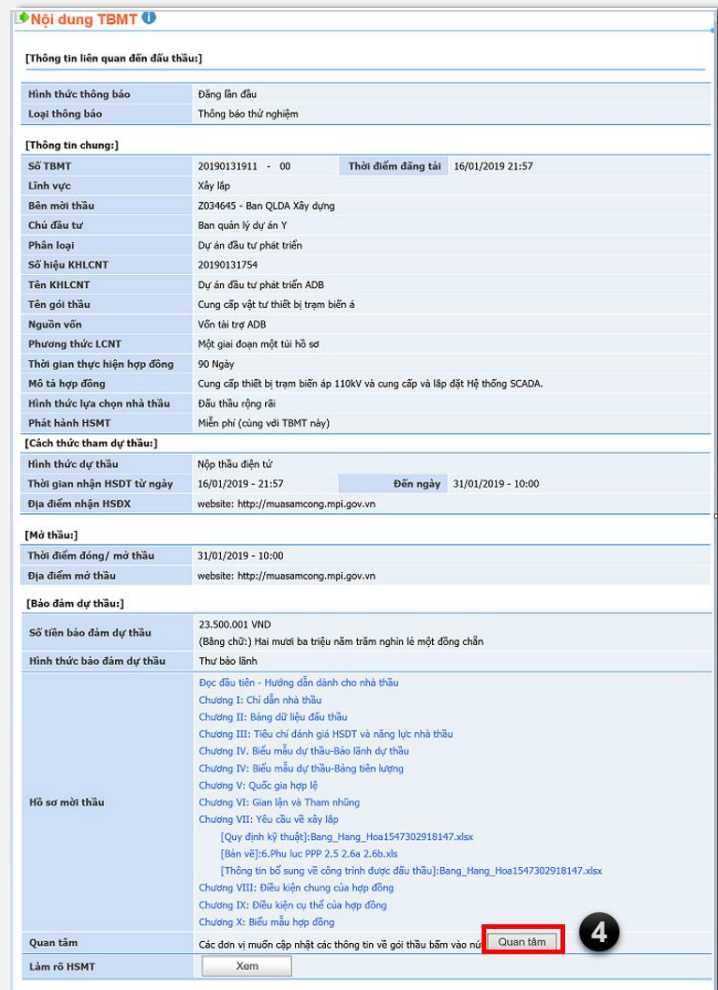 Nội dung TBMT i
[Thông tin liên quan đến đấu thầu:]
Hình thức thông báo Đăng lần đầu
Loại thông báo Thông báo thử nghiệm
[Thông tin chung:]
Số TBMT 20190131911 - 00 Thời điểm đăng tải 16/01/2019 21:57
Lĩnh vực Xây lắp
Bên mời thầu Z034645 - Ban QLDA Xây dựng
Chủ đầu tư Ban quản lý dự án Y
Phân loại Dự án đầu tư phát triển
Số hiệu KHLCNT 20190131754
Tên KHLCNT Dự án đầu tư phát triển ADB
Tên gói thầu Cung cấp vật tư thiết bị trạm biến á
Nguồn vốn Vốn tài trợ ADB
Phương thức LCNT Một giai đoạn một túi hồ sơ
Thời gian thực hiện hợp đồng 90 Ngày
Mô tả hợp đồng Cung cấp thiết bị trạm biến áp 110kV và cung cấp và lắp đặt Hệ thống SCADA.
Hình thức lựa chọn nhà thầu Đấu thầu rộng rãi
Phát hành HSMT Miễn phí (cùng với TBMT này)
[Cách thức tham dự thầu:]
Hình thức dự thầu Nộp thầu điện tử
Thời gian nhận HSDT từ ngày 16/01/2019 - 21:57 Đến ngày 31/01/2019 - 10:00
Địa điểm nhận HSĐX website: http://muasamcong.mpi.gov.vn
[Mở thầu:]
Thời điểm đóng/ mở thầu 31/01/2019 - 10:00
Địa điểm mở thầu website: http://muasamcong.mpi.gov.vn
[Bảo đảm dự thầu:]
Số tiền bảo đảm dự thầu 23.500.001 VND
(Bằng chữ:) Hai mươi ba triệu năm trăm nghìn lẻ một đồng chẵn
Hình thức bảo đảm dự thầu Thư bảo lãnh
Hồ sơ mời thầu
Đọc đầu tiên - Hướng dẫn dành cho nhà thầu
Chương I: Chỉ dẫn nhà thầu
Chương II: Bảng dữ liệu đấu thầu
Chương III: Tiêu chí đánh giá HSDT và năng lực nhà thầu
Chương IV. Biểu mẫu dự thầu-Bảo lãnh dự thầu
Chương IV: Biểu mẫu dự thầu-Bảng tiên lượng
Chương V: Quốc gia hợp lệ
Chương VI: Gian lận và Tham nhũng
Chương VII: Yêu cầu về xây lắp
[Quy định kỹ thuật]:Bang_Hang_Hoa1547302918147.xlsx
[Bản vẽ]:6.Phu luc PPP 2.5 2.6a 2.6b.xls
[Thông tin bổ sung về công trình được đấu thầu]:Bang_Hang_Hoa1547302918147.xlsx
Chương VIII: Điều kiện chung của hợp đồng
Chương IX: Điều kiện cụ thể của hợp đồng
Chương X: Biểu mẫu hợp đồng
Quan tâm Các đơn vị muốn cập nhật các thông tin về gói thầu bấm vào nú Quan tâm 4
Làm rõ HSMT Xem